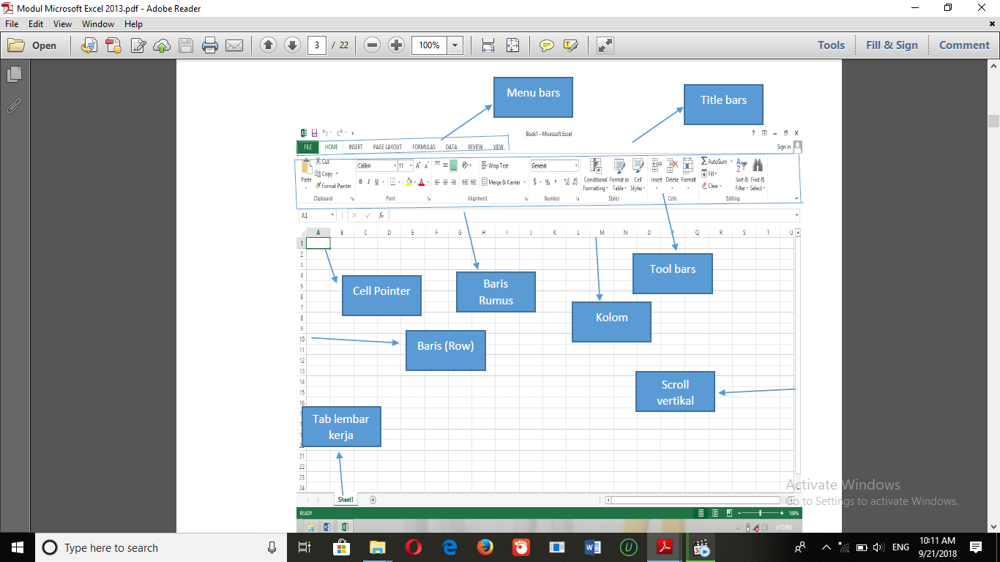 Modul Microsoft Excel 2013.pdf - Adobe Reader
File Edit View Window Help
Open 3 / 22 100% Tools Fill & Sign Comment
Menu bars
Title bars
Book1 - Microsoft Excel
FILE HOME INSERT PAGE LAYOUT FORMULAS DATA REVIEW VIEW Sign in
Cut
Copy
Format Painter
Paste
Calibri 11
B I U
Wrap Text
Merge & Center
General
$ % ,
Conditional Formatting
Format as Table
Cell Styles
Insert Delete Format
AutoSum
Fill
Clear
Sort & Filter
Find & Select
Clipboard Font Alignment Number Styles Cells Editing
A1 fx
A B C D E F G H I J K L M N O P Q R S T U
1
2
3
4
5
6
7
8
9
10
11
12
13
14
15
16
21
22
23
24
Cell Pointer
Baris
Rumus
Tool bars
Kolom
Baris (Row)
Scroll
vertikal
Tab lembar
kerja
Sheet1
READY 100%
4:15 PM
Activate Windows
Go to Settings to activate Windows.
Type here to search
ENG
10:11 AM
9/21/2018